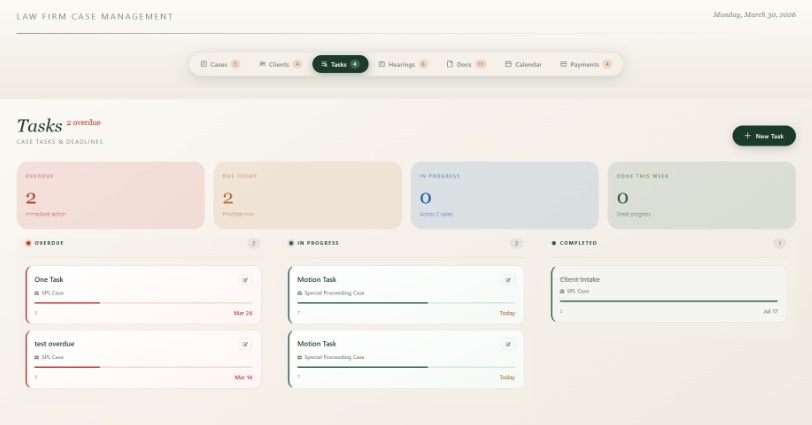 LAW FIRM CASE MANAGEMENT
Monday, March 30, 2026
Cases 3 Clients 4 Tasks 4 Hearings 8 Docs 11 Calendar Payments 4
Tasks 2 overdue
CASE TASKS & DEADLINES
+ New Task
OVERDUE
2
Immediate action
DUE TODAY
2
Prioritize now
IN PROGRESS
0
Across 2 cases
DONE THIS WEEK
0
Great progress
OVERDUE 2
One Task
SPL Case
Mar 24
test overdue
SPL Case
4
Mar 14
IN PROGRESS 2
Motion Task
Special Proceeding Case
7
Today
Motion Task
Special Proceeding Case
7
Today
COMPLETED 1
Client Intake
SPL Case
Jul 17